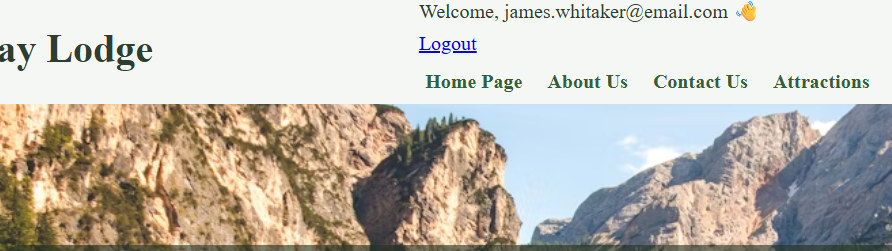 Welcome, james.whitaker@email.com 👋
ay Lodge
Logout
Home Page About Us Contact Us Attractions